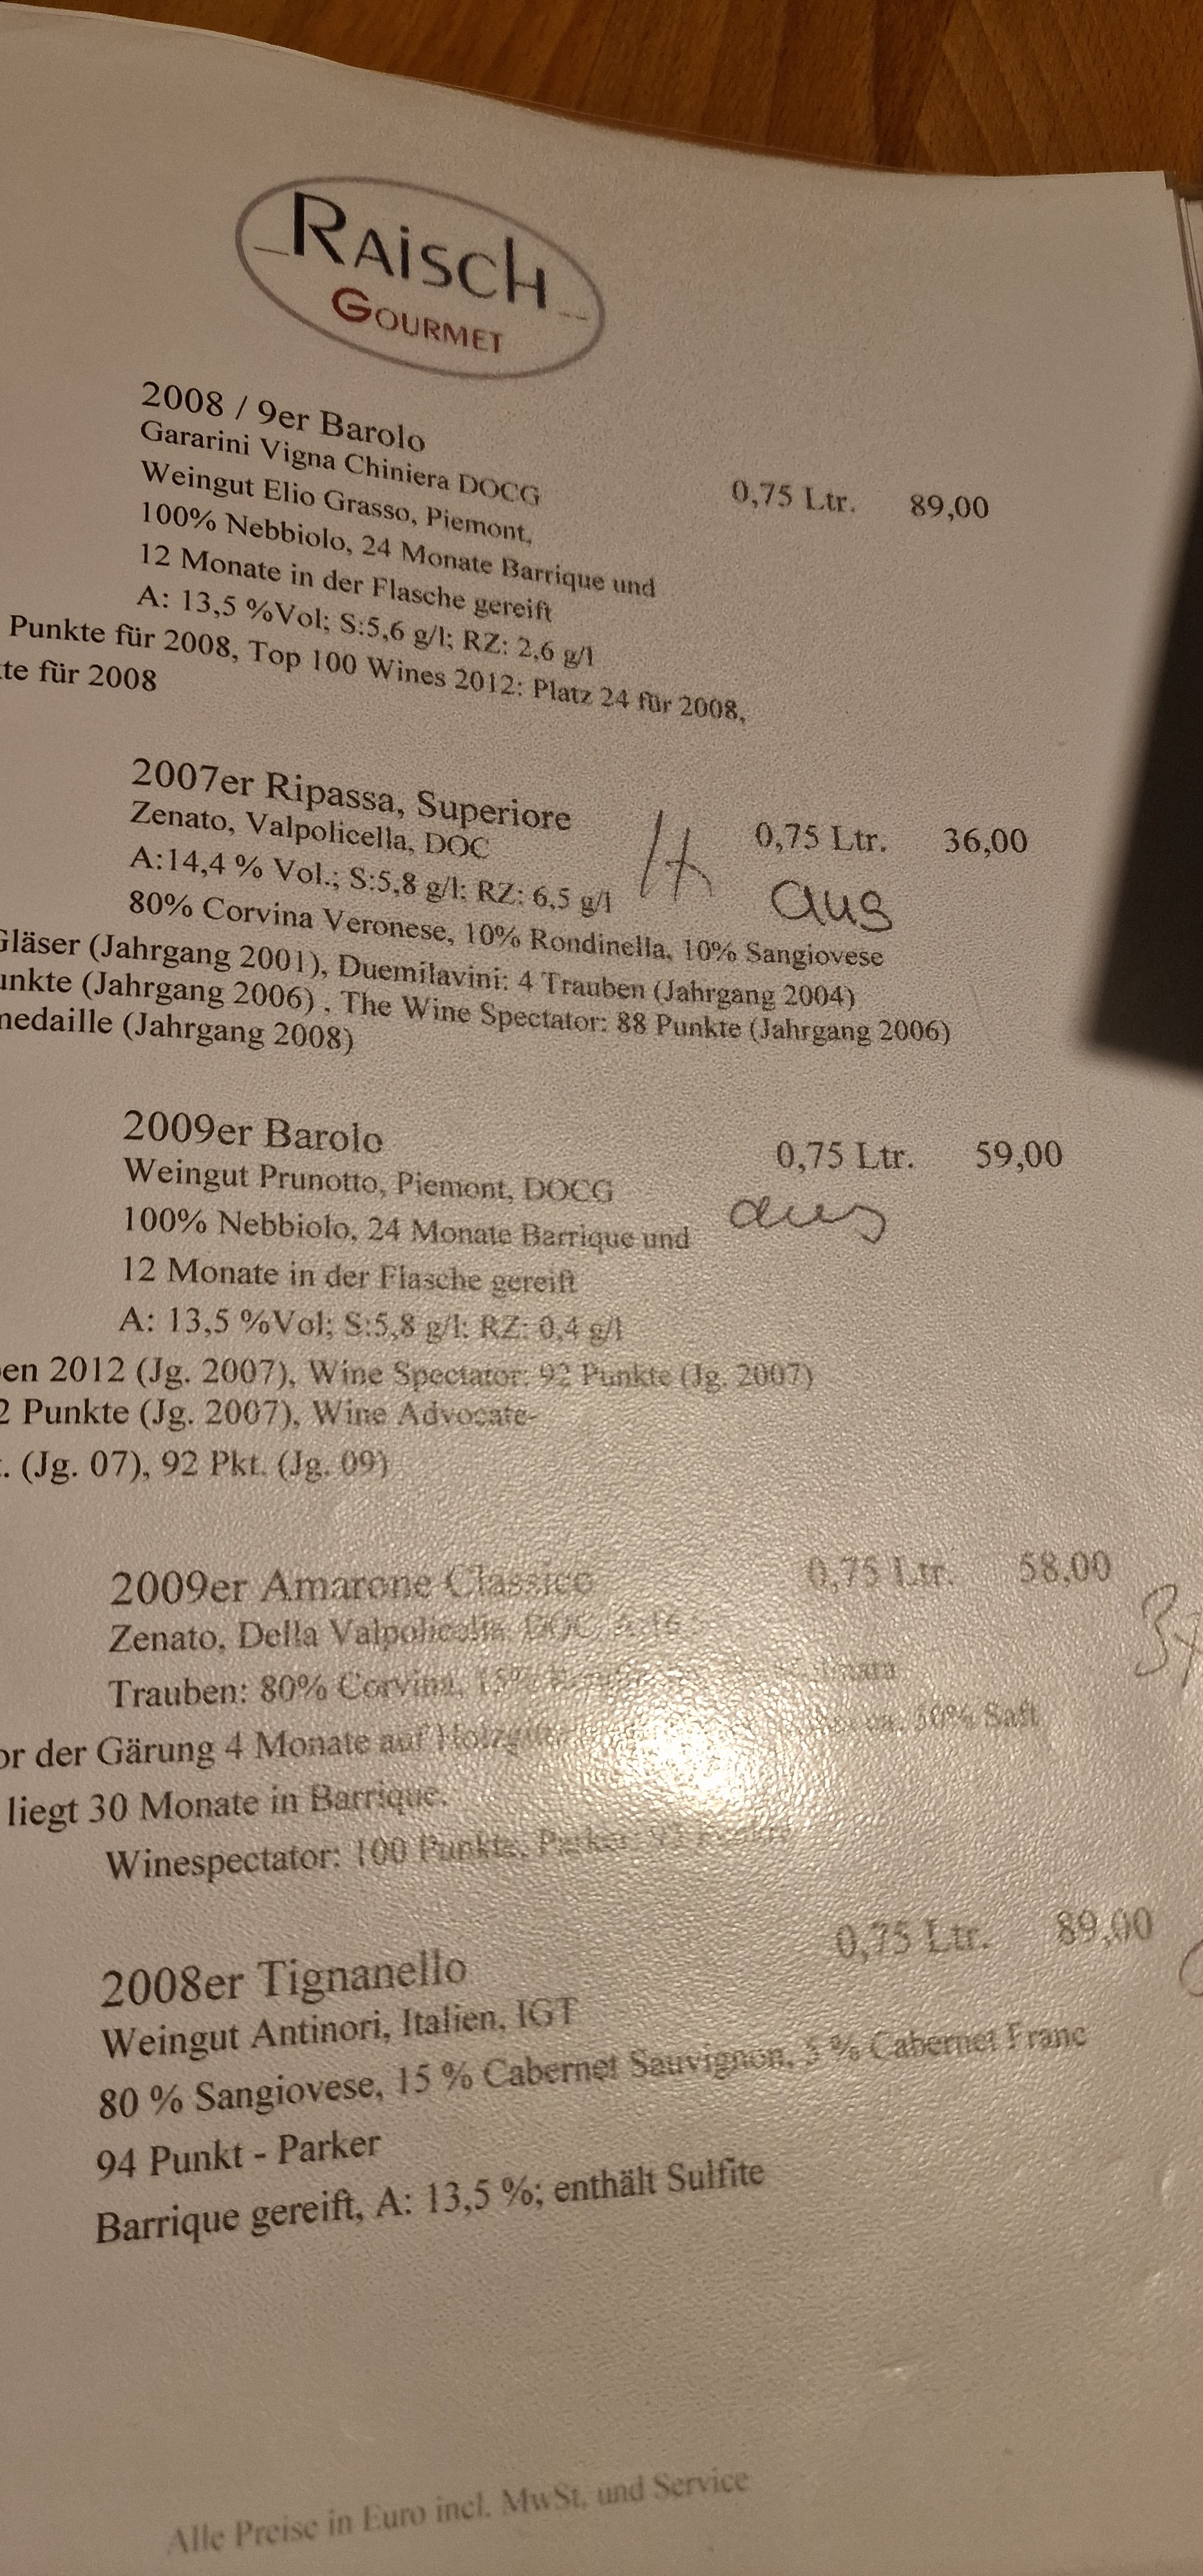 RAisch
GOURMET
2008 / 9er Barolo
Gararini Vigna Chiniera DOCG
0,75 Ltr. 89,00
Weingut Elio Grasso, Piemont,
100% Nebbiolo, 24 Monate Barrique und
12 Monate in der Flasche gereift
A: 13,5 %Vol; S:5,6 g/l; RZ: 2,6 g/l
Punkte für 2008, Top 100 Wines 2012: Platz 24 für 2008,
te für 2008
2007er Ripassa, Superiore
0,75 Ltr. 36,00
Zenato, Valpolicella, DOC
A:14,4 % Vol.; S:5,8 g/l; RZ: 6,5 g/l
aus
80% Corvina Veronese, 10% Rondinella, 10% Sangiovese
Gläser (Jahrgang 2001), Duemilavini: 4 Trauben (Jahrgang 2004)
unkte (Jahrgang 2006) , The Wine Spectator: 88 Punkte (Jahrgang 2006)
medaille (Jahrgang 2008)
2009er Barolo
0,75 Ltr. 59,00
Weingut Prunotto, Piemont, DOCG
aus
100% Nebbiolo, 24 Monate Barrique und
12 Monate in der Flasche gereift
A: 13,5 %Vol; S:5,8 g/l; RZ: 0,4 g/l
en 2012 (Jg. 2007), Wine Spectator: 92 Punkte (Jg. 2007)
2 Punkte (Jg. 2007), Wine Advocate-
. (Jg. 07), 92 Pkt. (Jg. 09)
2009er Amarone Classico
0,75 Ltr. 58,00
3x
Zenato, Della Valpolicella, DOC,
Trauben: 80% Corvina, 15%
or der Gärung 4 Monate auf ca. 50% Saft
liegt 30 Monate in Barrique.
Winespectator: 100 Punkte, Parker
2008er Tignanello
0,75 Ltr. 89,00
Weingut Antinori, Italien, IGT
80 % Sangiovese, 15 % Cabernet Sauvignon, 5 % Cabernet Franc
94 Punkt - Parker
Barrique gereift, A: 13,5 %; enthält Sulfite
Alle Preise in Euro incl. MwSt, und Service